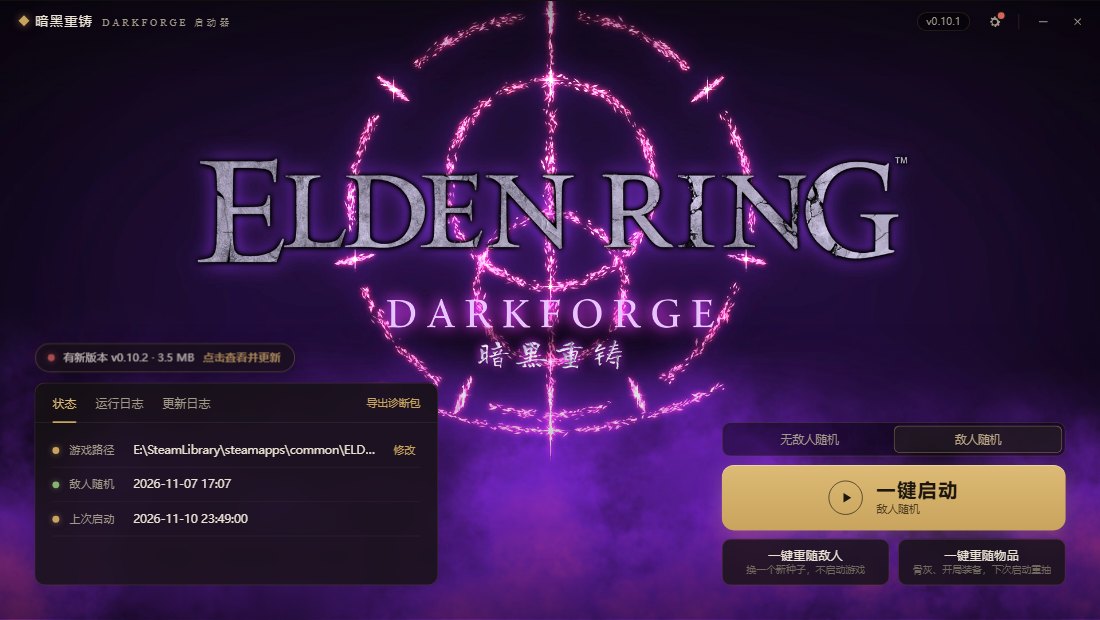 暗黑重铸 DARKFORGE 启动器
v0.10.1
ELDEN RING™
DARKFORGE
暗黑重铸
有新版本 v0.10.2 · 3.5 MB 点击查看并更新
状态 运行日志 更新日志 导出诊断包
游戏路径 E:\SteamLibrary\steamapps\common\ELD... 修改
敌人随机 2026-11-07 17:07
上次启动 2026-11-10 23:49:00
无敌人随机 敌人随机
一键启动
敌人随机
一键重随敌人
换一个新种子，不启动游戏
一键重随物品
骨灰、开局装备，下次启动重抽